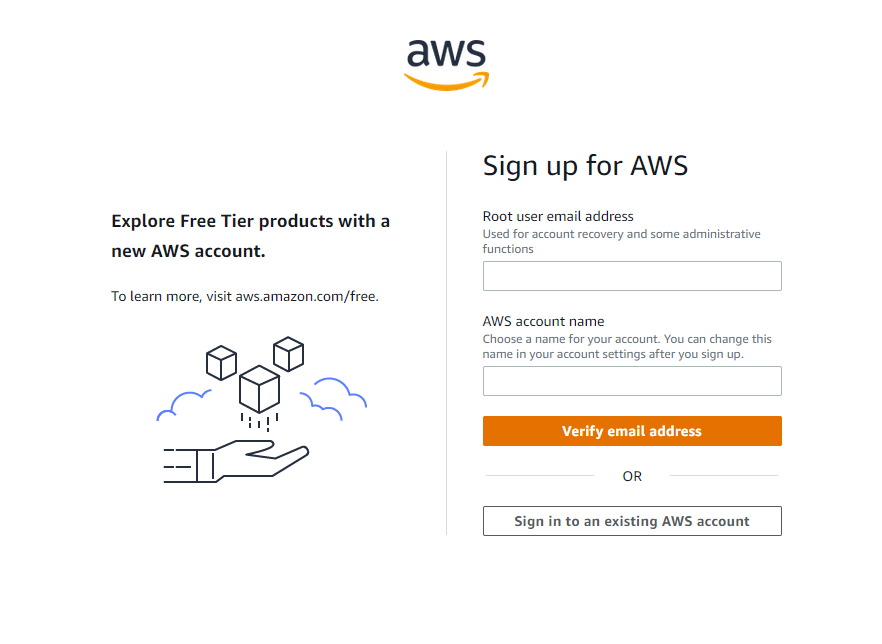 aws
Explore Free Tier products with a
new AWS account.
To learn more, visit aws.amazon.com/free.
Sign up for AWS
Root user email address
Used for account recovery and some administrative
functions
AWS account name
Choose a name for your account. You can change this
name in your account settings after you sign up.
Verify email address
OR
Sign in to an existing AWS account